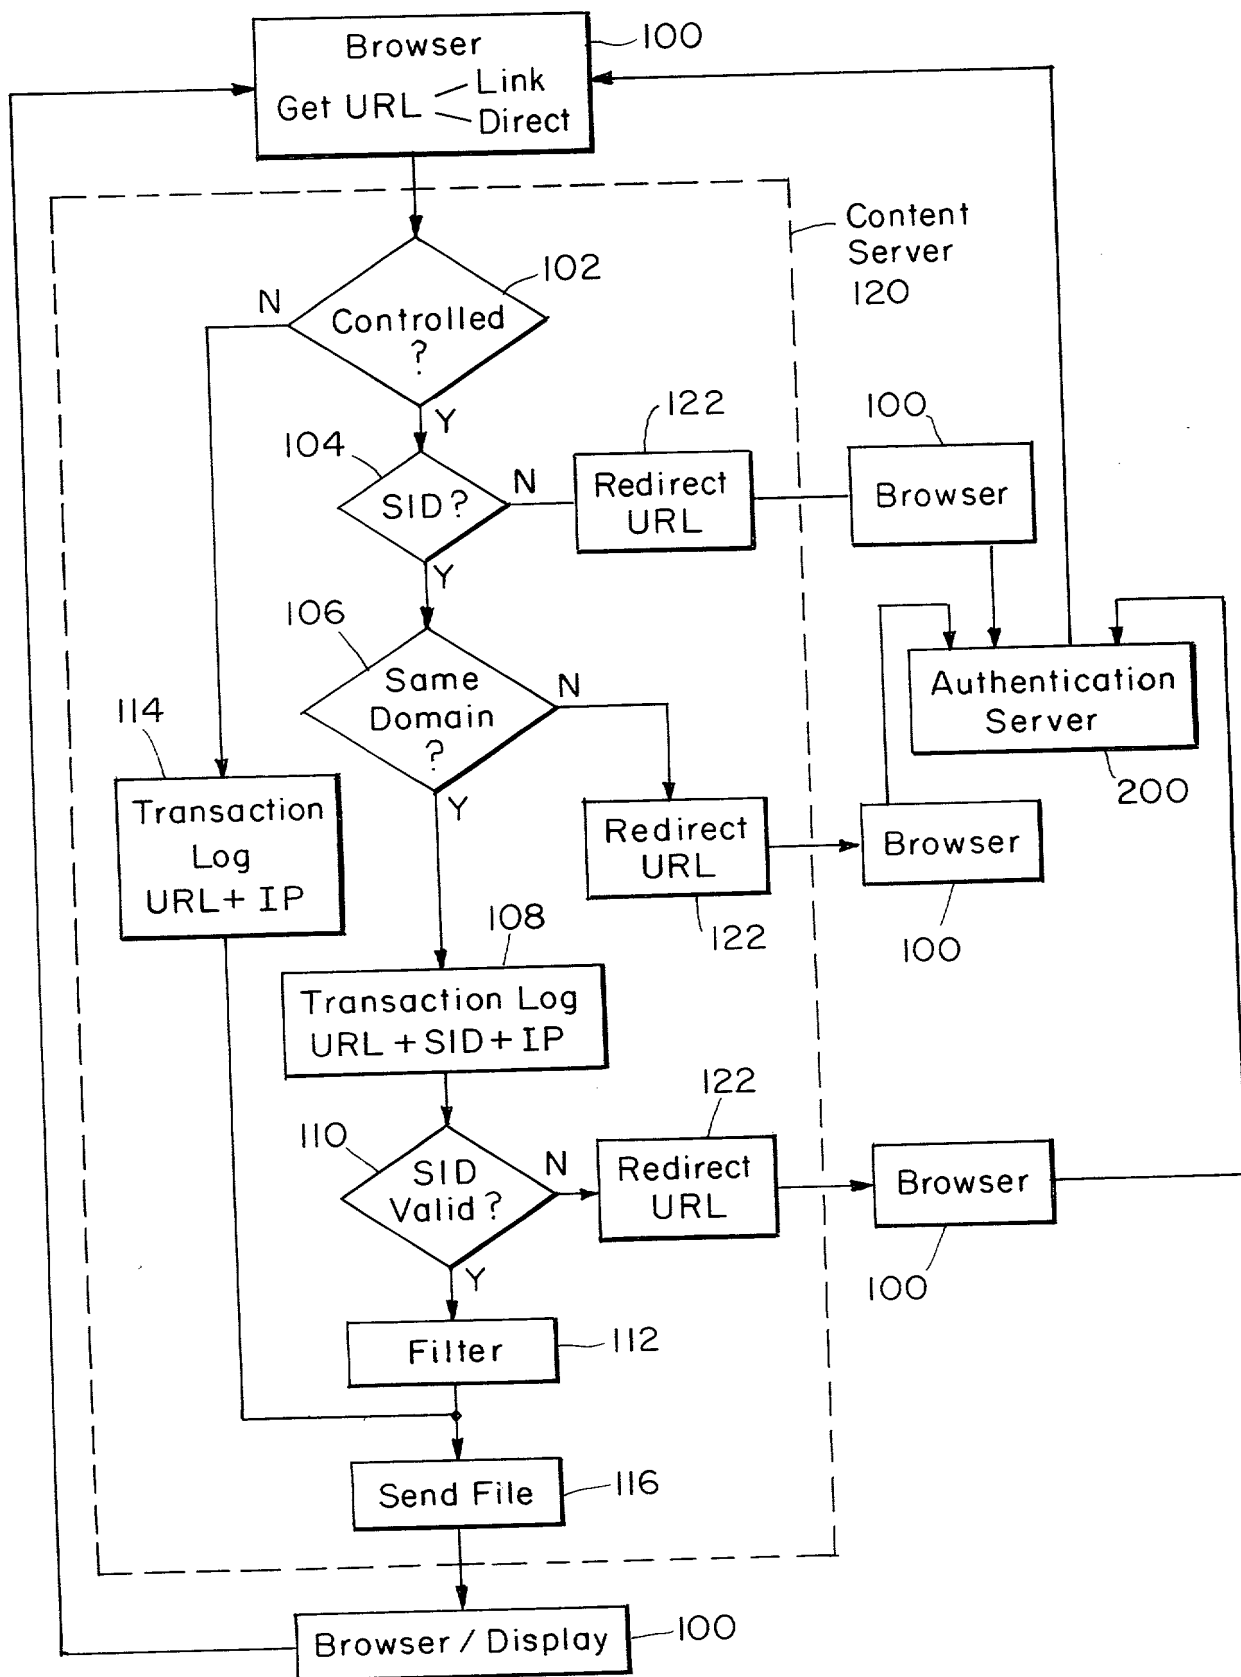 Browser
Get URL
Link
Direct
100
Content
Server
120
102
N
Controlled
?
Y
104
SID?
N
122
Redirect
URL
100
Browser
Y
106
Same
Domain
?
N
Authentication
Server
200
114
Transaction
Log
URL + IP
Y
Redirect
URL
122
Browser
100
108
Transaction Log
URL + SID + IP
110
SID
Valid?
N
122
Redirect
URL
Browser
100
Y
Filter
112
Send File
116
Browser / Display
100